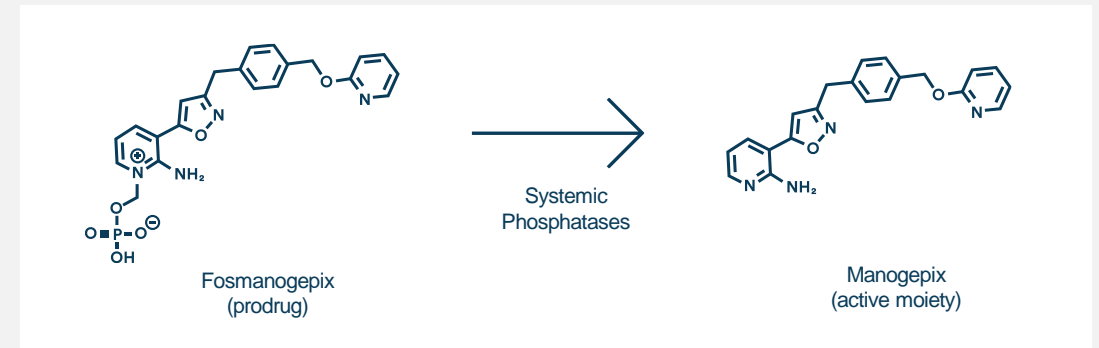 O
N
N
O
NH₂
N
O
O P O
OH
Fosmanogepix
(prodrug)
Systemic
Phosphatases
O
N
N
O
N
NH₂
Manogepix
(active moiety)